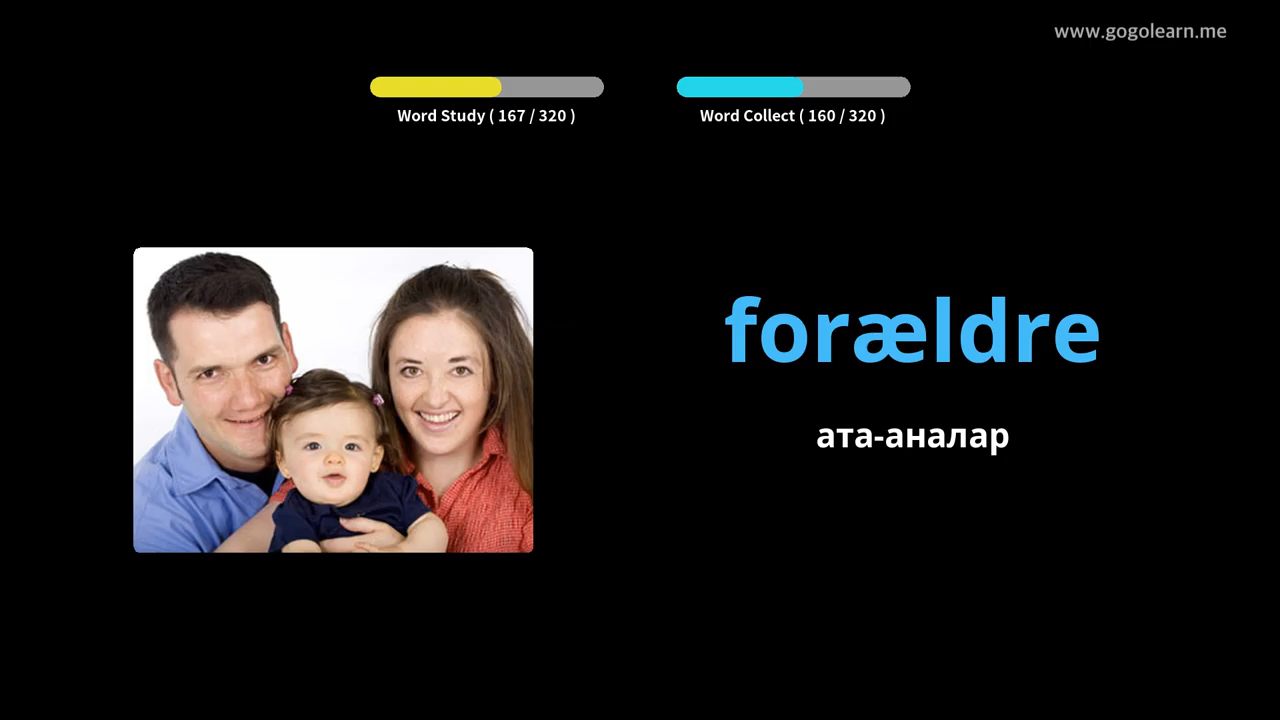 www.gogolearn.me
Word Study ( 167 / 320 )
Word Collect ( 160 / 320 )
forældre
ата-аналар